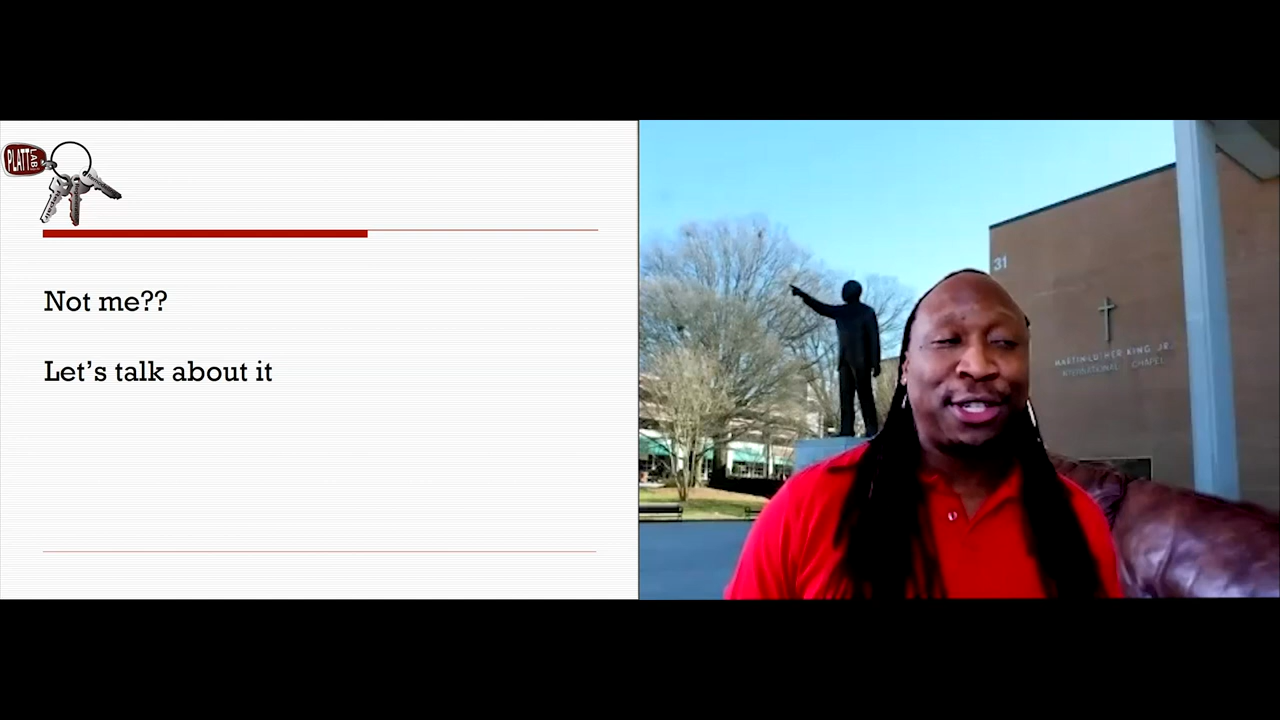 PLATT
LAB
Not me??
Let's talk about it
31
MARTIN LUTHER KING JR.
INTERNATIONAL CHAPEL